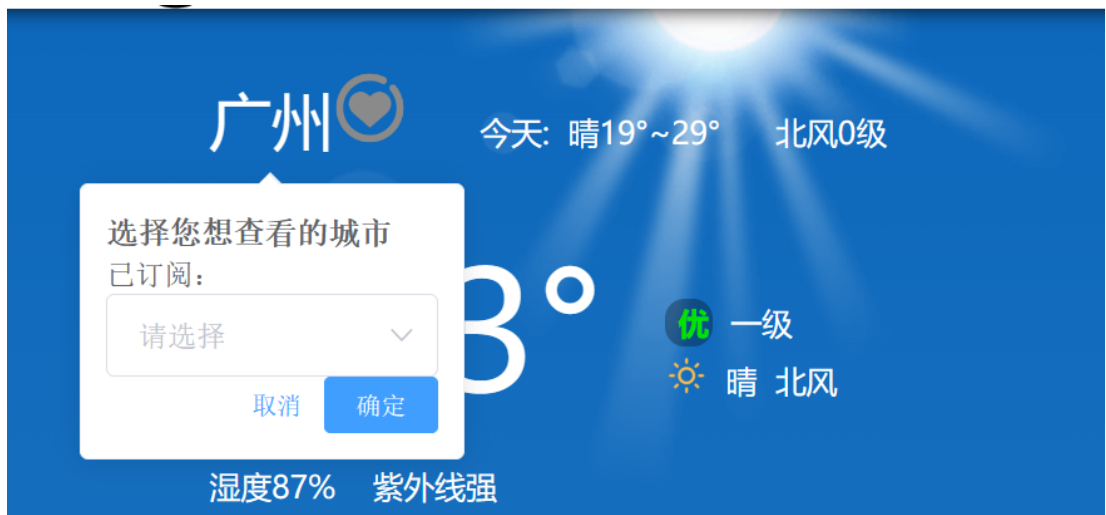 广州
今天: 晴19°~29° 北风0级
选择您想查看的城市
已订阅：
请选择
取消 确定
3°
优 一级
晴 北风
湿度87% 紫外线强